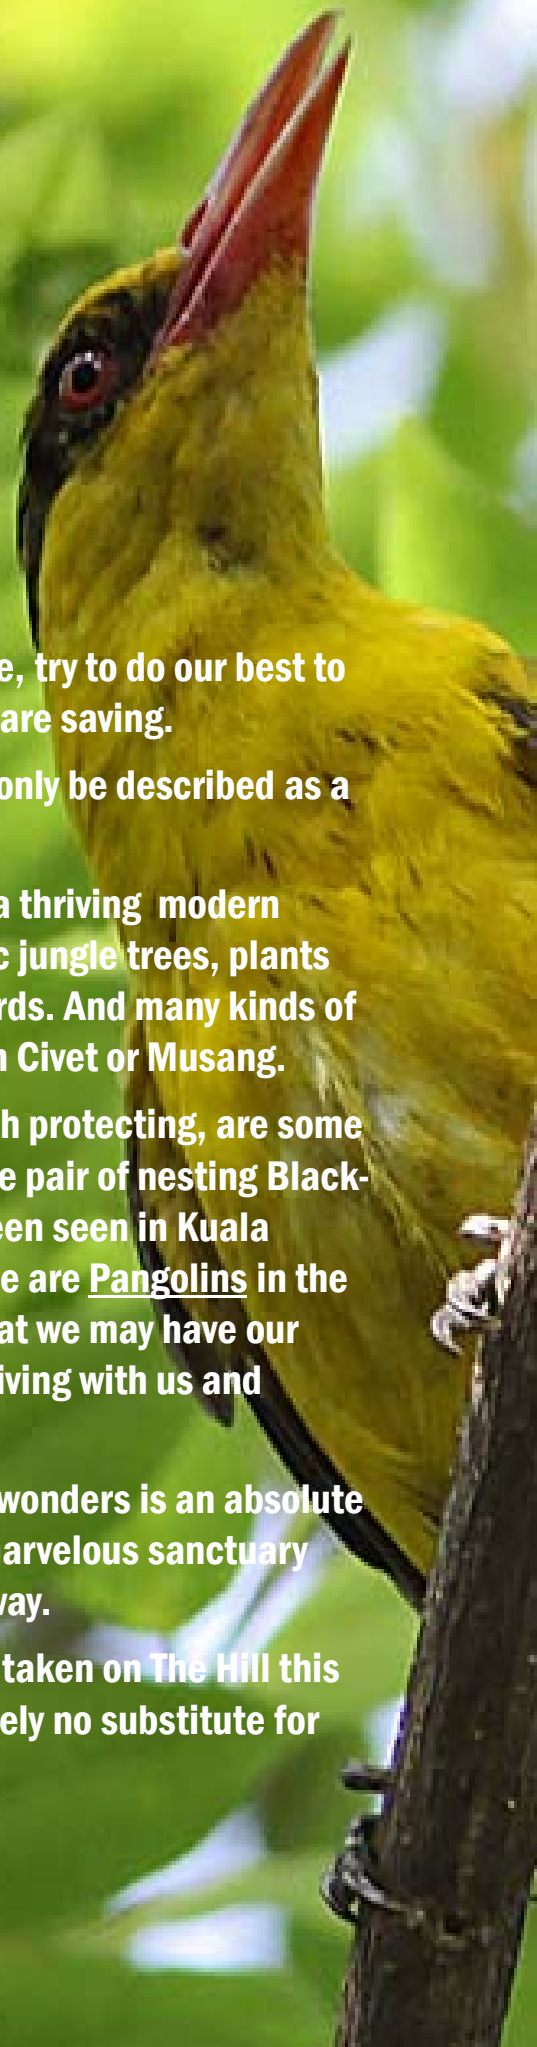 e, try to do our best to
are saving.
only be described as a
a thriving modern
c jungle trees, plants
rds. And many kinds of
n Civet or Musang.
h protecting, are some
e pair of nesting Black-
een seen in Kuala
e are Pangolins in the
at we may have our
iving with us and
wonders is an absolute
arvelous sanctuary
way.
taken on The Hill this
ely no substitute for